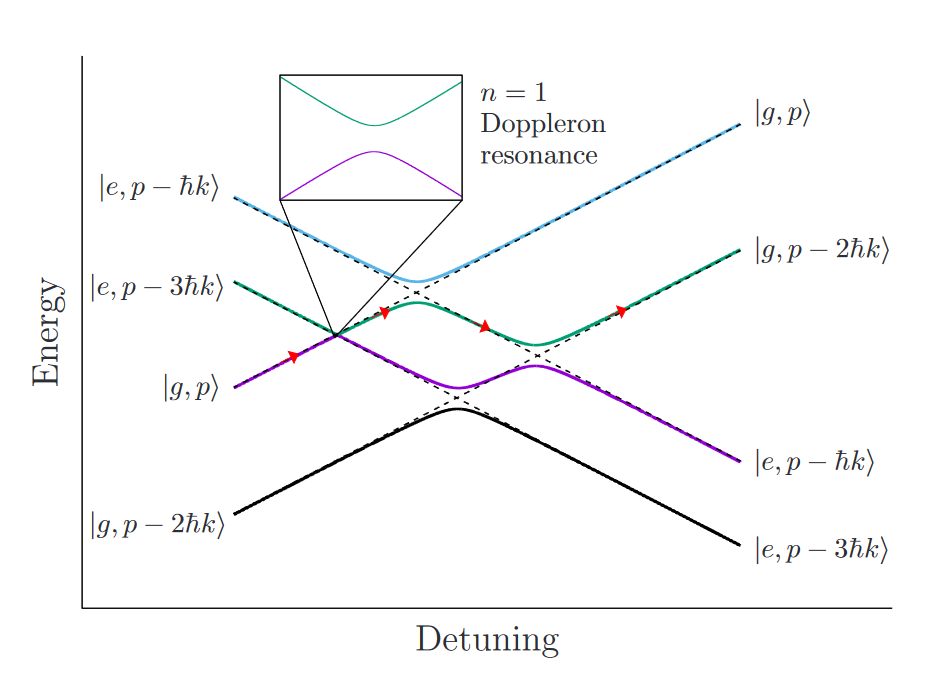 n = 1
Doppleron
resonance
|g, p⟩
|e, p − ħk⟩
|g, p − 2ħk⟩
|e, p − 3ħk⟩
|g, p⟩
|e, p − ħk⟩
|g, p − 2ħk⟩
|e, p − 3ħk⟩
Energy
Detuning